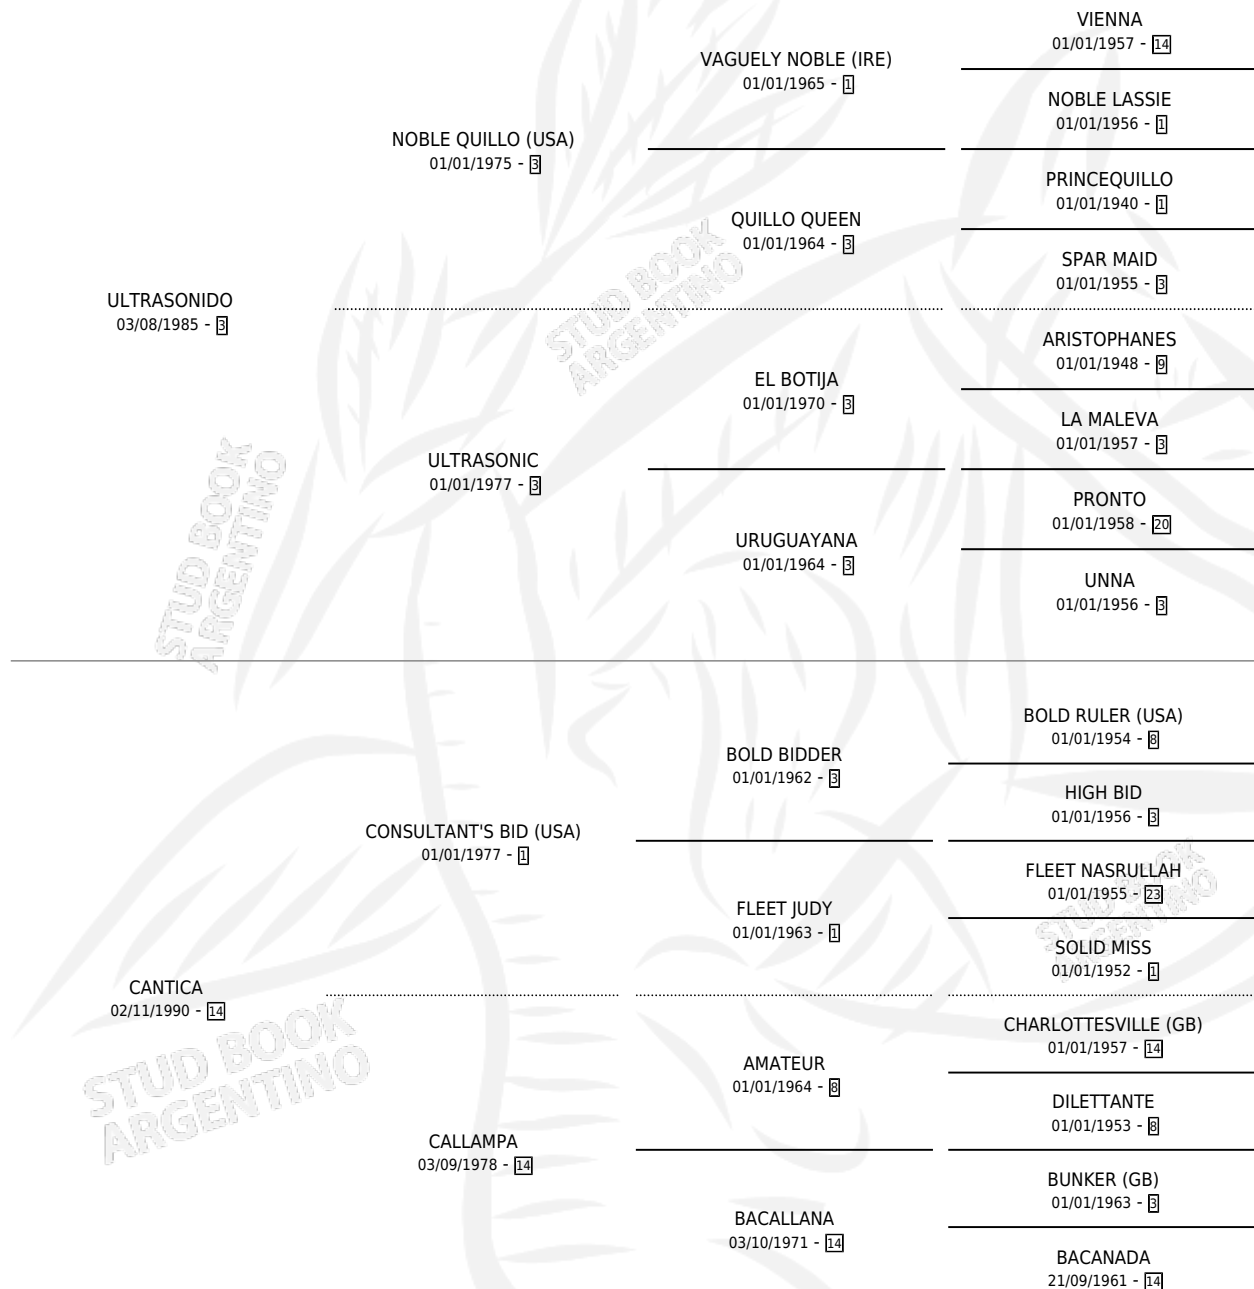 VIENNA
01/01/1957 - 14
VAGUELY NOBLE (IRE)
01/01/1965 - 1
NOBLE LASSIE
01/01/1956 - 1
NOBLE QUILLO (USA)
01/01/1975 - 3
PRINCEQUILLO
01/01/1940 - 1
QUILLO QUEEN
01/01/1964 - 3
SPAR MAID
01/01/1955 - 3
ULTRASONIDO
03/08/1985 - 3
ARISTOPHANES
01/01/1948 - 9
EL BOTIJA
01/01/1970 - 3
LA MALEVA
01/01/1957 - 3
ULTRASONIC
01/01/1977 - 3
PRONTO
01/01/1958 - 20
URUGUAYANA
01/01/1964 - 3
UNNA
01/01/1956 - 3
STUD BOOK
ARGENTINO
STUD BOOK
ARGENTINO
BOLD RULER (USA)
01/01/1954 - 8
BOLD BIDDER
01/01/1962 - 3
HIGH BID
01/01/1956 - 3
CONSULTANT'S BID (USA)
01/01/1977 - 1
FLEET NASRULLAH
01/01/1955 - 23
FLEET JUDY
01/01/1963 - 1
SOLID MISS
01/01/1952 - 1
STUD BOOK
ARGENTINO
CANTICA
02/11/1990 - 14
CHARLOTTESVILLE (GB)
01/01/1957 - 14
AMATEUR
01/01/1964 - 8
DILETTANTE
01/01/1953 - 8
CALLAMPA
03/09/1978 - 14
BUNKER (GB)
01/01/1963 - 3
BACALLANA
03/10/1971 - 14
BACANADA
21/09/1961 - 14
STUD BOOK
ARGENTINO